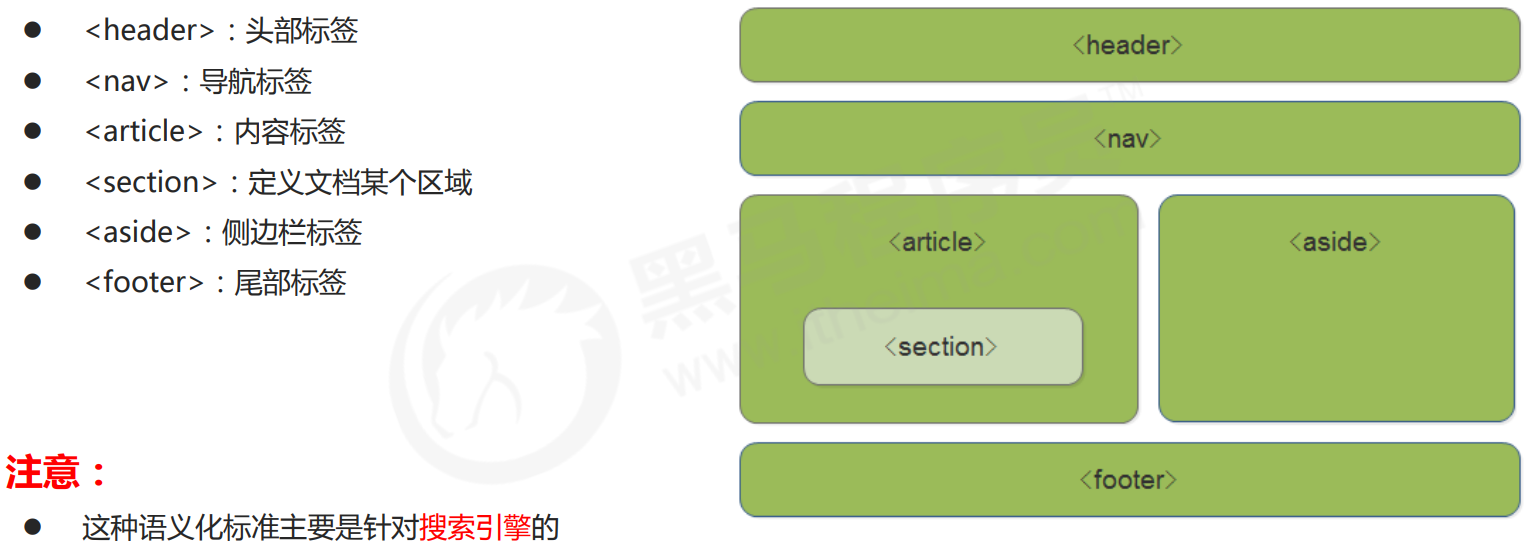 ● <header>：头部标签
● <nav>：导航标签
● <article>：内容标签
● <section>：定义文档某个区域
● <aside>：侧边栏标签
● <footer>：尾部标签
注意：
● 这种语义化标准主要是针对搜索引擎的
<header>
<nav>
<article>
<aside>
<section>
<footer>
黑马程序员™
www.itheima.com